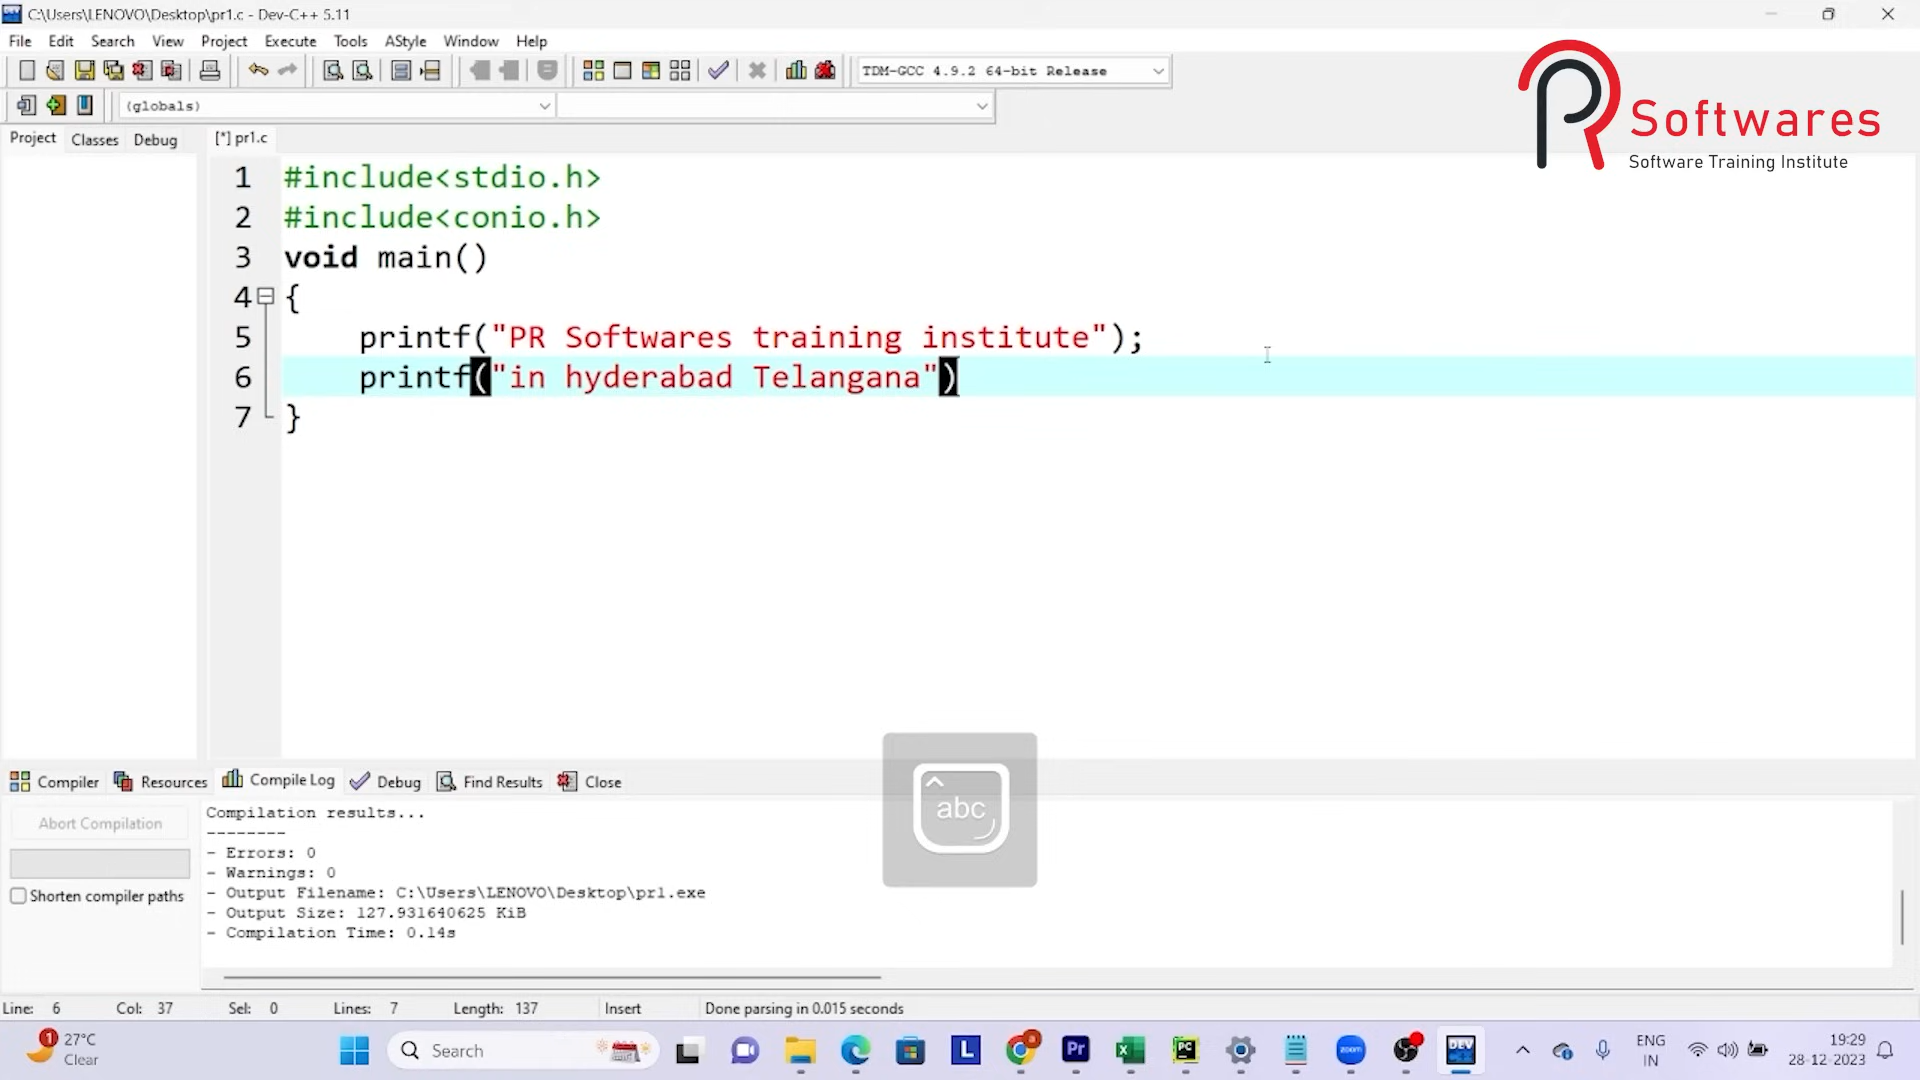 C:\Users\LENOVO\Desktop\pr1.c - Dev-C++ 5.11
File Edit Search View Project Execute Tools AStyle Window Help
TDM-GCC 4.9.2 64-bit Release
(globals)
Softwares
Software Training Institute
Project Classes Debug [*] pr1.c
1 #include<stdio.h>
2 #include<conio.h>
3 void main()
4 {
5 printf("PR Softwares training institute");
6 printf("in hyderabad Telangana")
7 }
abc
Compiler Resources Compile Log Debug Find Results Close
Abort Compilation
Shorten compiler paths
Compilation results...
--------
- Errors: 0
- Warnings: 0
- Output Filename: C:\Users\LENOVO\Desktop\pr1.exe
- Output Size: 127.931640625 KiB
- Compilation Time: 0.14s
Line: 6 Col: 37 Sel: 0 Lines: 7 Length: 137 Insert Done parsing in 0.015 seconds
1 27°C
Clear
Search
L
a
Pr
PC
zoom
DEV
ENG
IN
19:29
28-12-2023